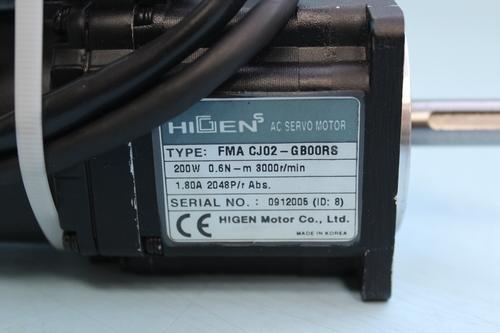 HIGEN S AC SERVO MOTOR
TYPE: FMA CJ02-GB00RS
200W 0.6N-m 3000r/min
1.80A 2048P/r Abs.
SERIAL NO.: 0912005 (ID: 8)
CE HIGEN Motor Co., Ltd.
MADE IN KOREA